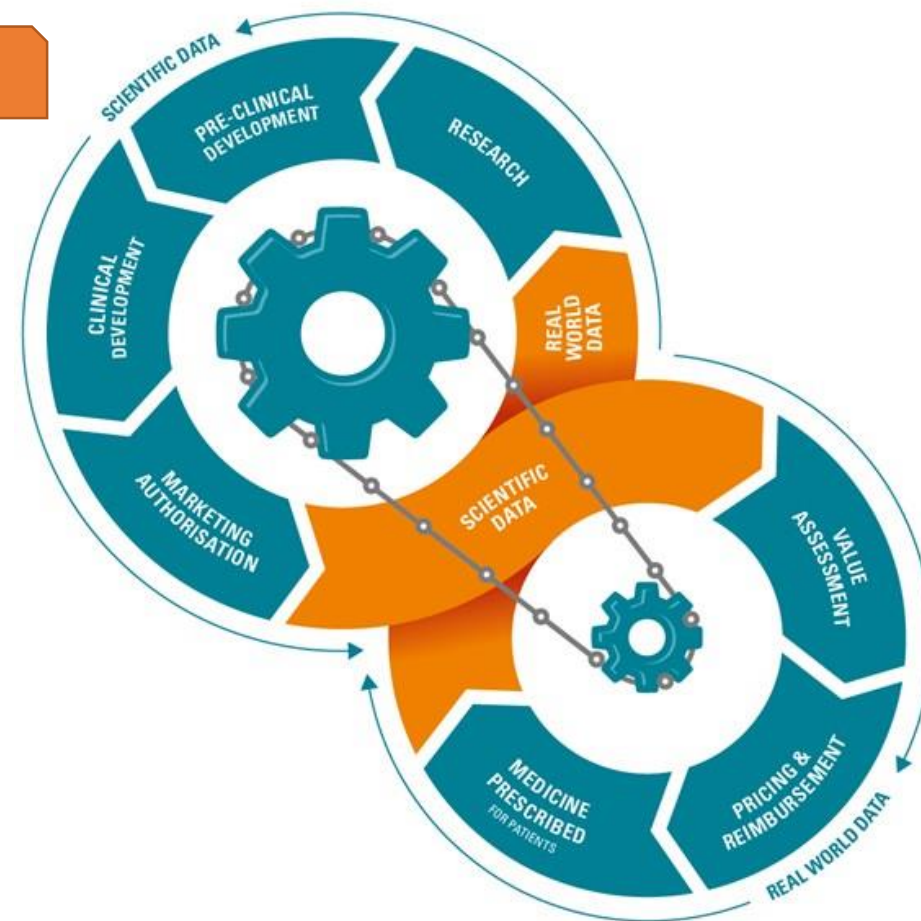 SCIENTIFIC DATA
PRE-CLINICAL
DEVELOPMENT
RESEARCH
CLINICAL
DEVELOPMENT
REAL
WORLD
DATA
MARKETING
AUTHORISATION
SCIENTIFIC
DATA
VALUE
ASSESSMENT
MEDICINE
PRESCRIBED
FOR PATIENTS
PRICING &
REIMBURSEMENT
REAL WORLD DATA